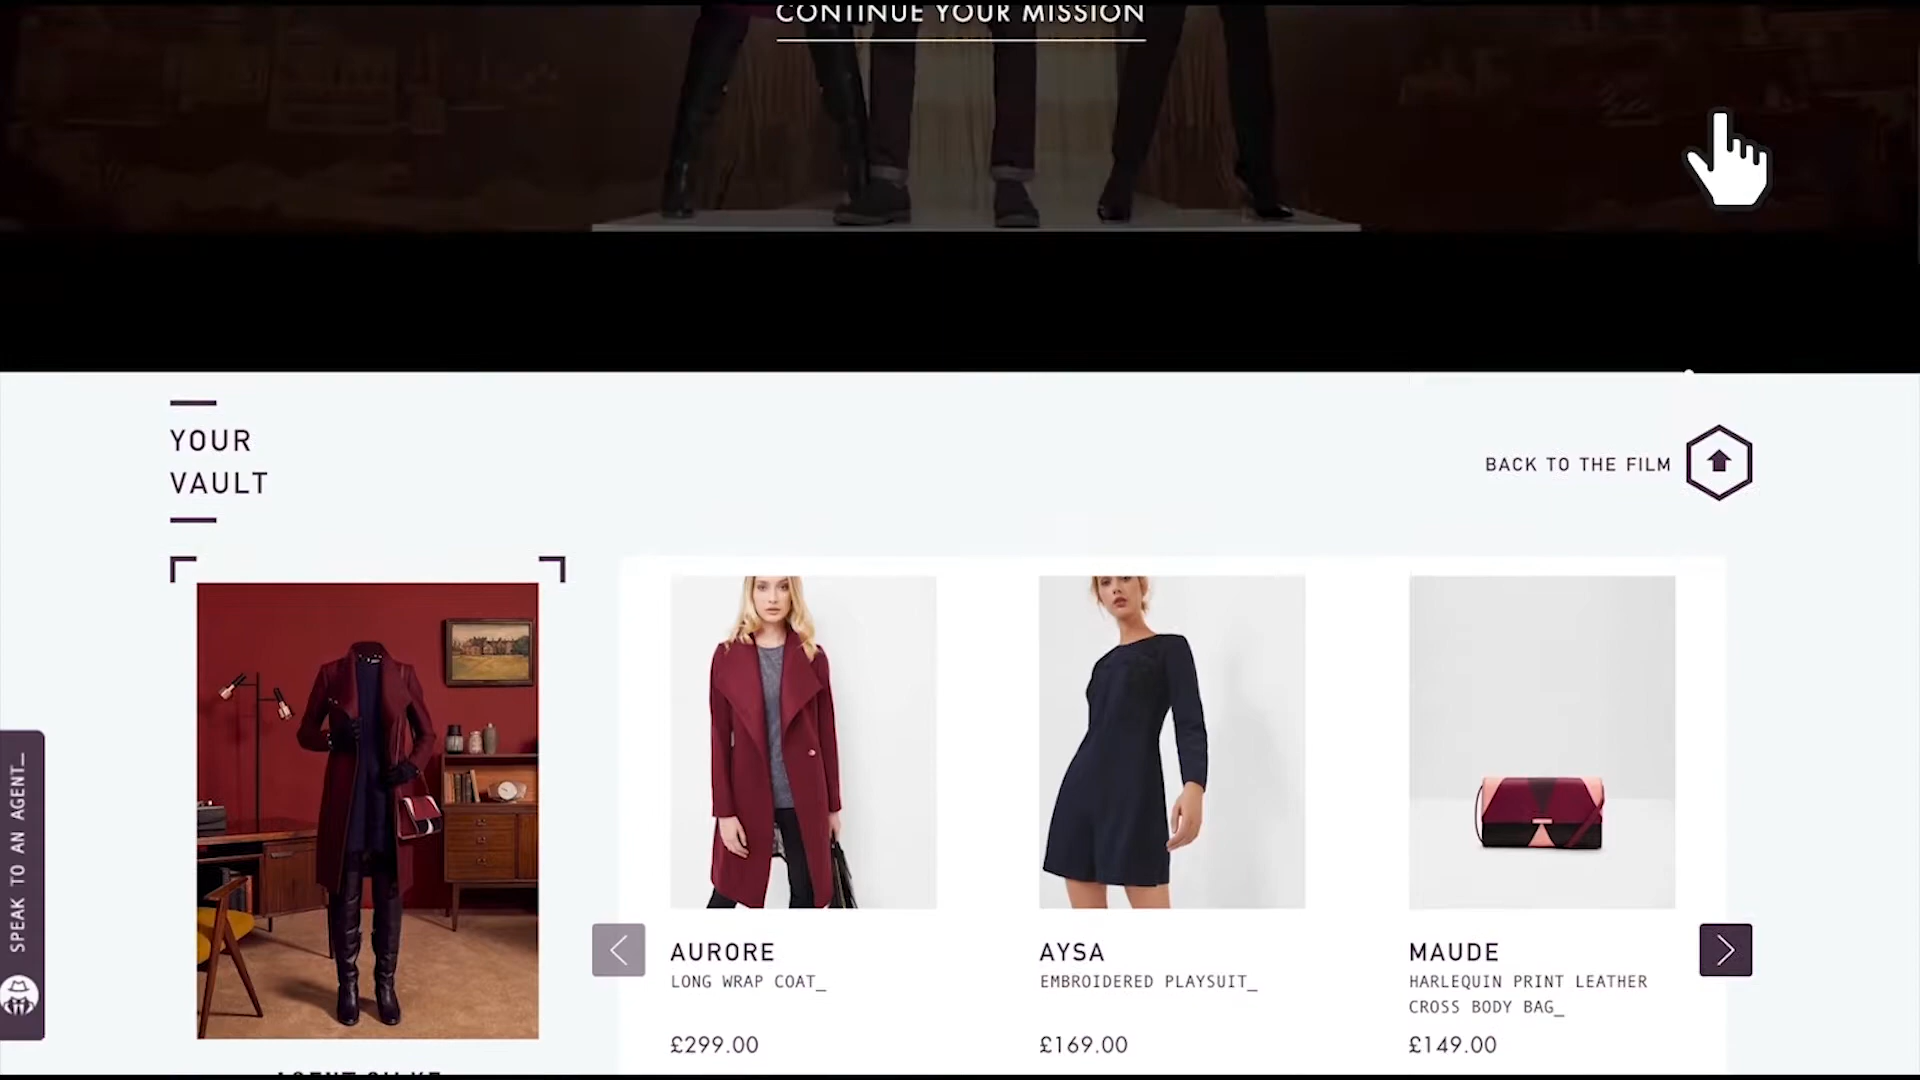 CONTINUE YOUR MISSION
YOUR
VAULT
BACK TO THE FILM
SPEAK TO AN AGENT_
AURORE
LONG WRAP COAT_
£299.00
AYSA
EMBROIDERED PLAYSUIT_
£169.00
MAUDE
HARLEQUIN PRINT LEATHER
CROSS BODY BAG_
£149.00